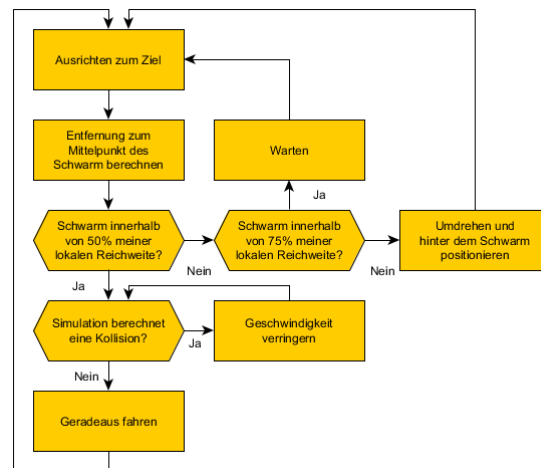 Ausrichten zum Ziel
Entfernung zum
Mittelpunkt des
Schwarm berechnen
Warten
Ja
Schwarm innerhalb
von 50% meiner
lokalen Reichweite?
Nein
Schwarm innerhalb
von 75% meiner
lokalen Reichweite?
Nein
Umdrehen und
hinter dem Schwarm
positionieren
Ja
Simulation berechnet
eine Kollision?
Ja
Geschwindigkeit
verringern
Nein
Geradeaus fahren